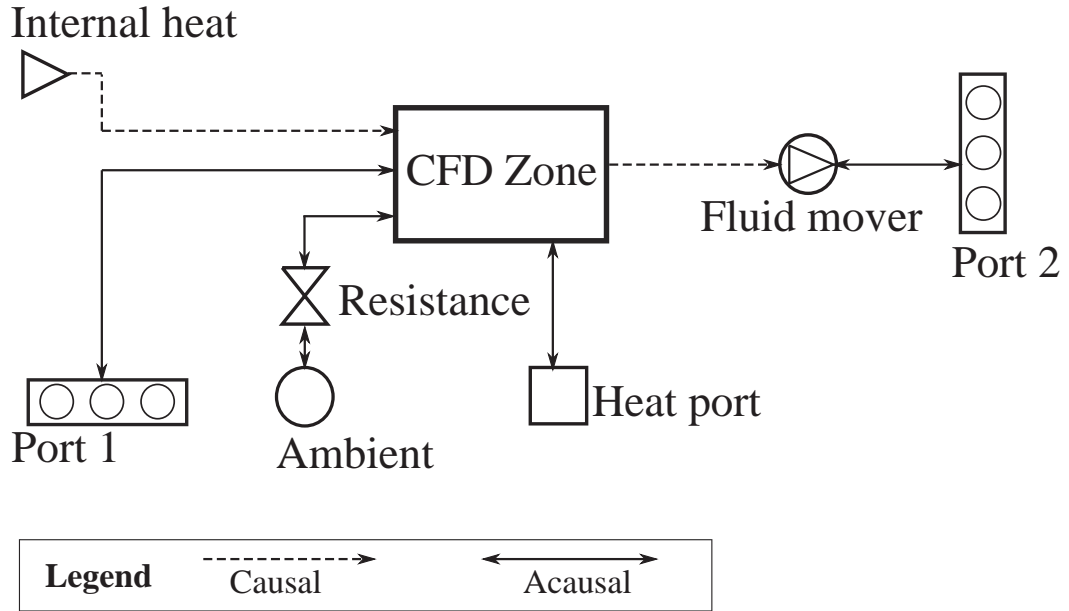 Internal heat
CFD Zone
Fluid mover
Port 2
Resistance
Heat port
Port 1
Ambient
Legend
Causal
Acausal